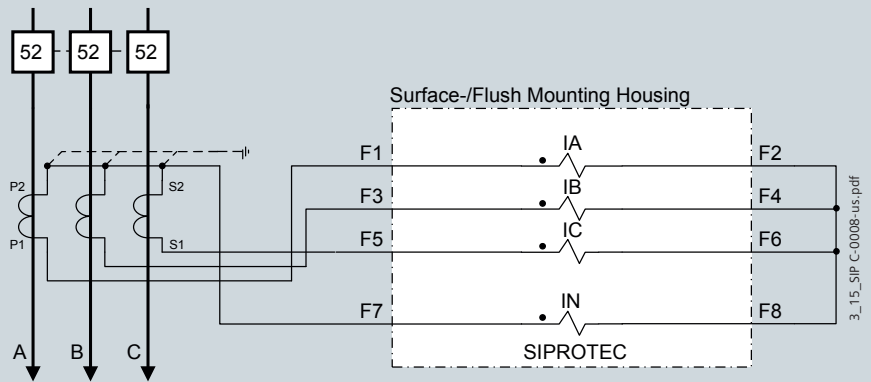 52 52 52
Surface-/Flush Mounting Housing
F1 IA F2
P2 S2
F3 IB F4
P1 S1
F5 IC F6
F7 IN F8
A B C
SIPROTEC
3_15_SIP C-0008-us.pdf